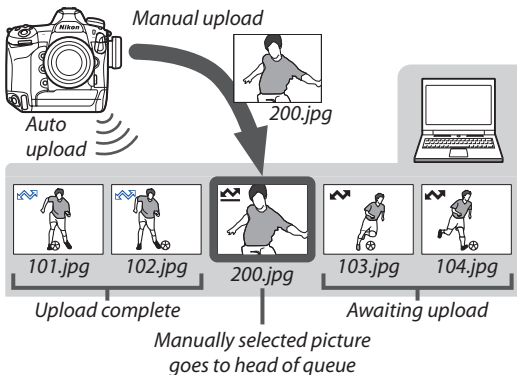 Manual upload
Nikon
200.jpg
Auto
upload
101.jpg
102.jpg
200.jpg
103.jpg
104.jpg
Upload complete
Awaiting upload
Manually selected picture
goes to head of queue